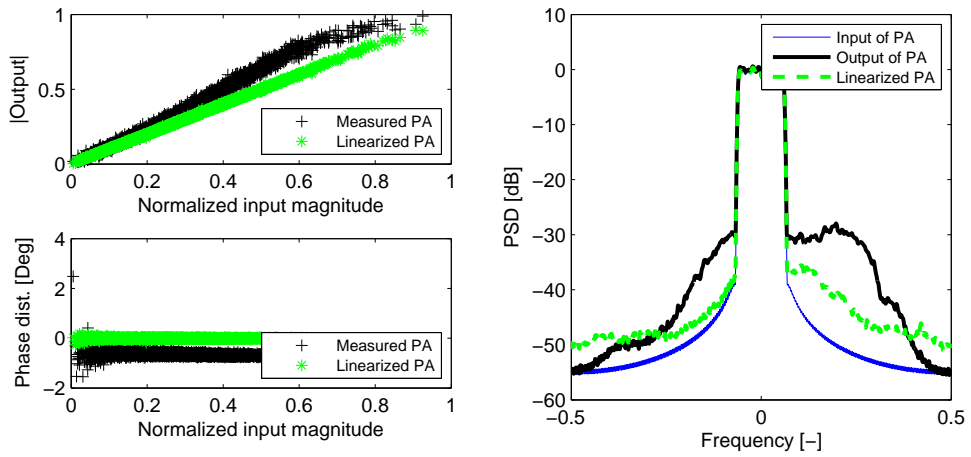 1
0.5
0
|Output|
0
0.2
0.4
0.6
0.8
1
Normalized input magnitude
Measured PA
Linearized PA
4
2
0
−2
Phase dist. [Deg]
0
0.2
0.4
0.6
0.8
1
Normalized input magnitude
Measured PA
Linearized PA
10
0
−10
−20
−30
−40
−50
−60
PSD [dB]
−0.5
0
0.5
Frequency [−]
Input of PA
Output of PA
Linearized PA